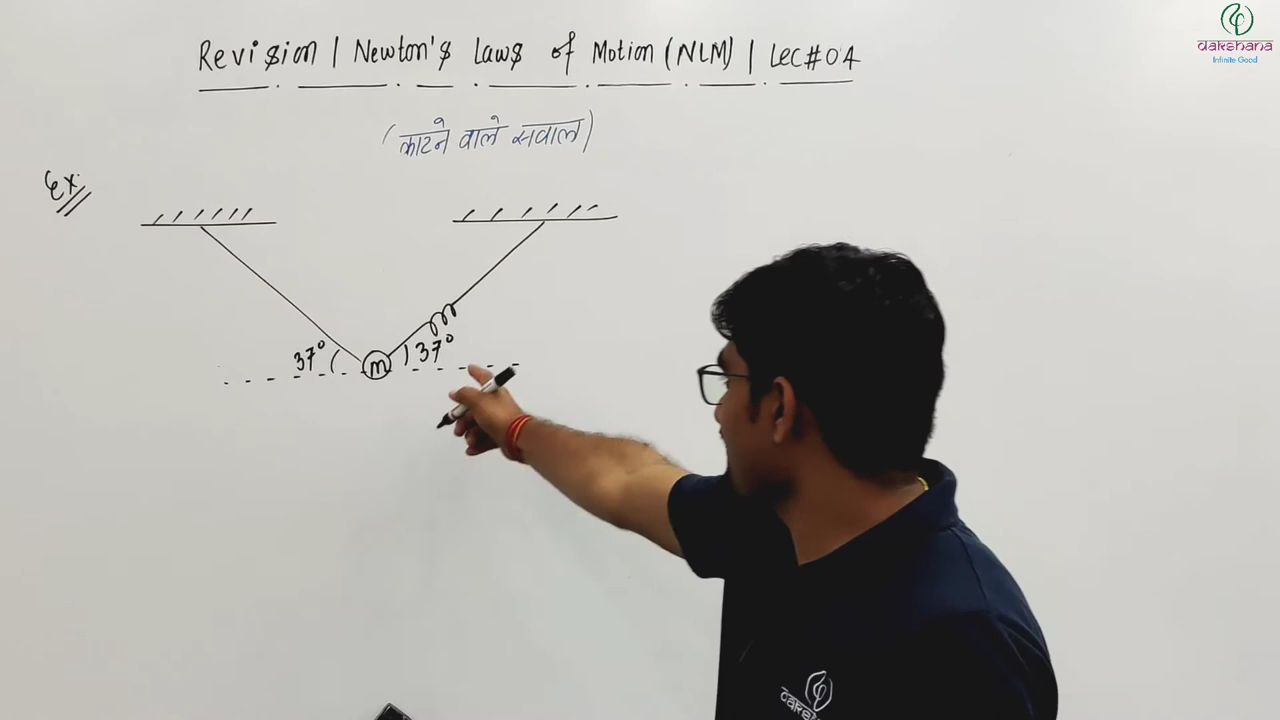 Revision | Newton's Laws of Motion (NLM) | Lec#04
(काटने वाले सवाल)
Ex.
37°
m
37°
dakshana
Infinite Good